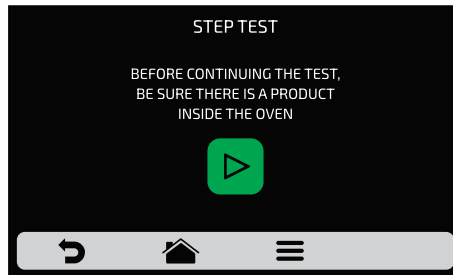 STEP TEST
BEFORE CONTINUING THE TEST,
BE SURE THERE IS A PRODUCT
INSIDE THE OVEN